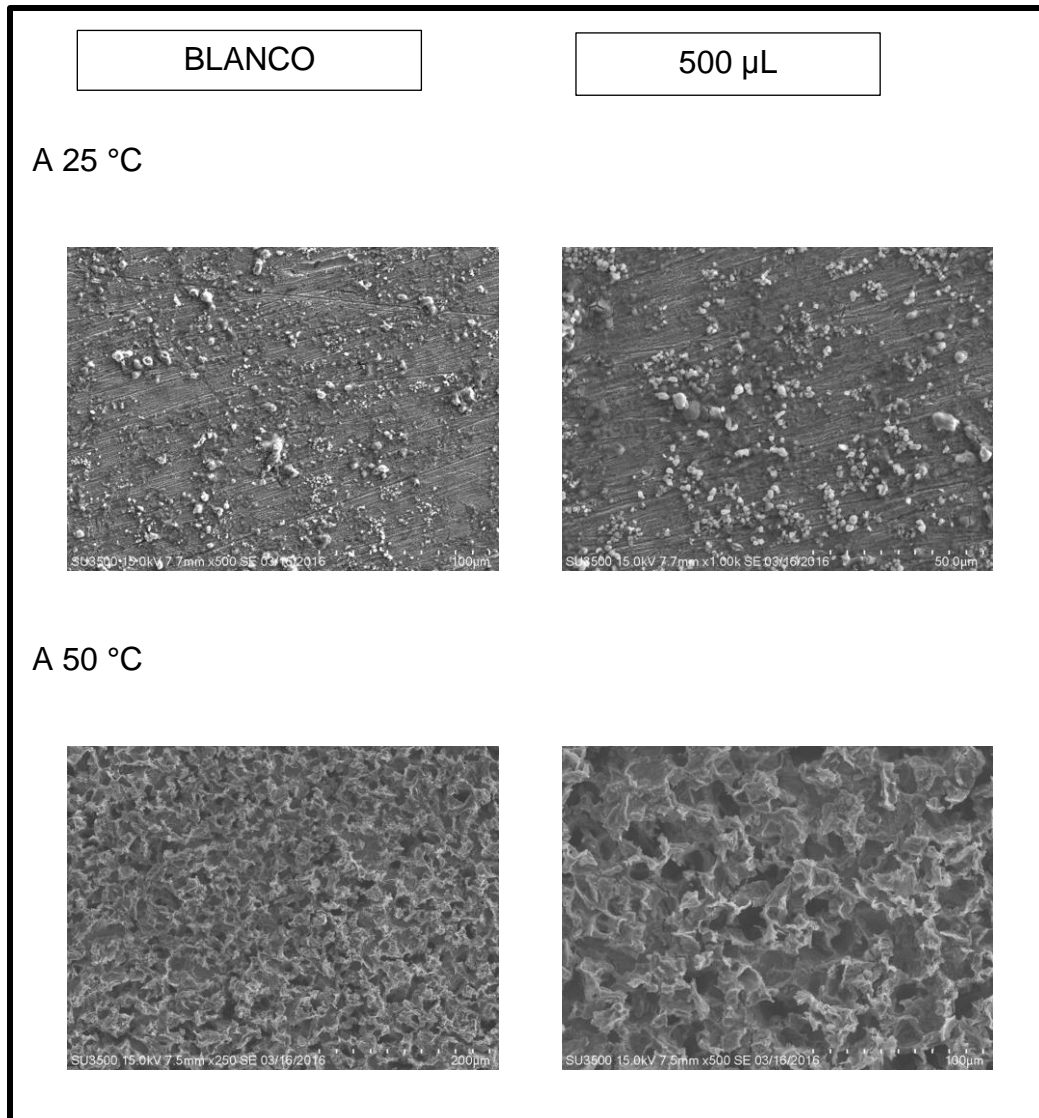 BLANCO
500 µL
A 25 °C
SU3500 15.0kV 7.7mm x500 SE 03/16/2016 100µm
SU3500 15.0kV 7.7mm x1.00k SE 03/16/2016 50.0µm
A 50 °C
SU3500 15.0kV 7.5mm x250 SE 03/16/2016 200µm
SU3500 15.0kV 7.5mm x500 SE 03/16/2016 100µm